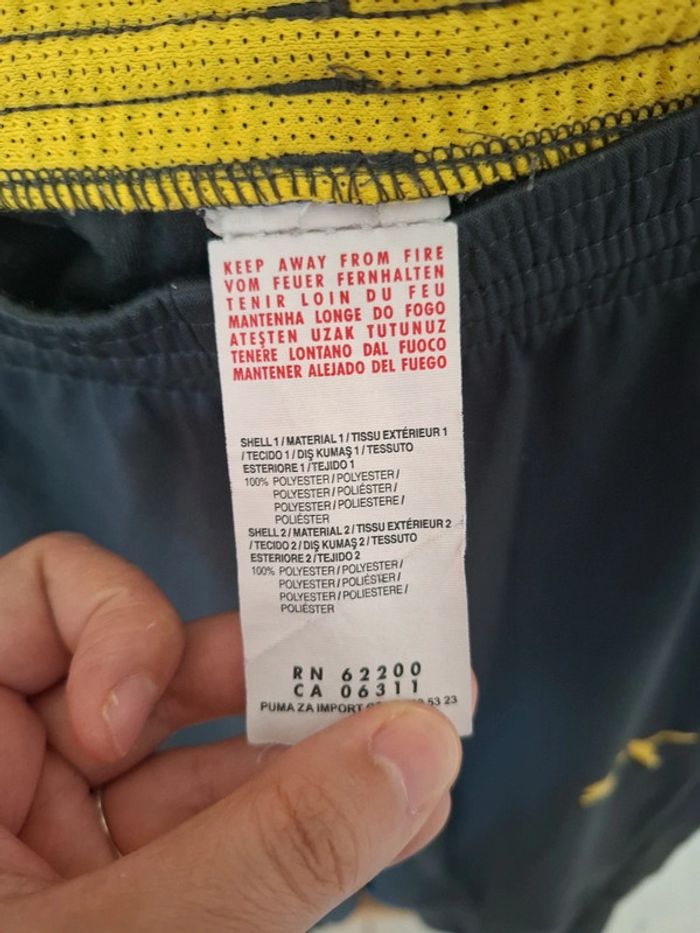 KEEP AWAY FROM FIRE
VOM FEUER FERNHALTEN
TENIR LOIN DU FEU
MANTENHA LONGE DO FOGO
ATEŞTEN UZAK TUTUNUZ
TENERE LONTANO DAL FUOCO
MANTENER ALEJADO DEL FUEGO
SHELL 1 / MATERIAL 1 / TISSU EXTÉRIEUR 1
/ TECIDO 1 / DIŞ KUMAŞ 1 / TESSUTO
ESTERIORE 1 / TEJIDO 1
100% POLYESTER / POLYESTER /
POLYESTER / POLIÉSTER /
POLYESTER / POLIESTERE /
POLIÉSTER
SHELL 2 / MATERIAL 2 / TISSU EXTÉRIEUR 2
/ TECIDO 2 / DIŞ KUMAŞ 2 / TESSUTO
ESTERIORE 2 / TEJIDO 2
100% POLYESTER / POLYESTER /
POLYESTER / POLIÉSTER /
POLYESTER / POLIESTERE /
POLIÉSTER
RN 62200
CA 06311
PUMA ZA IMPORT 53 23